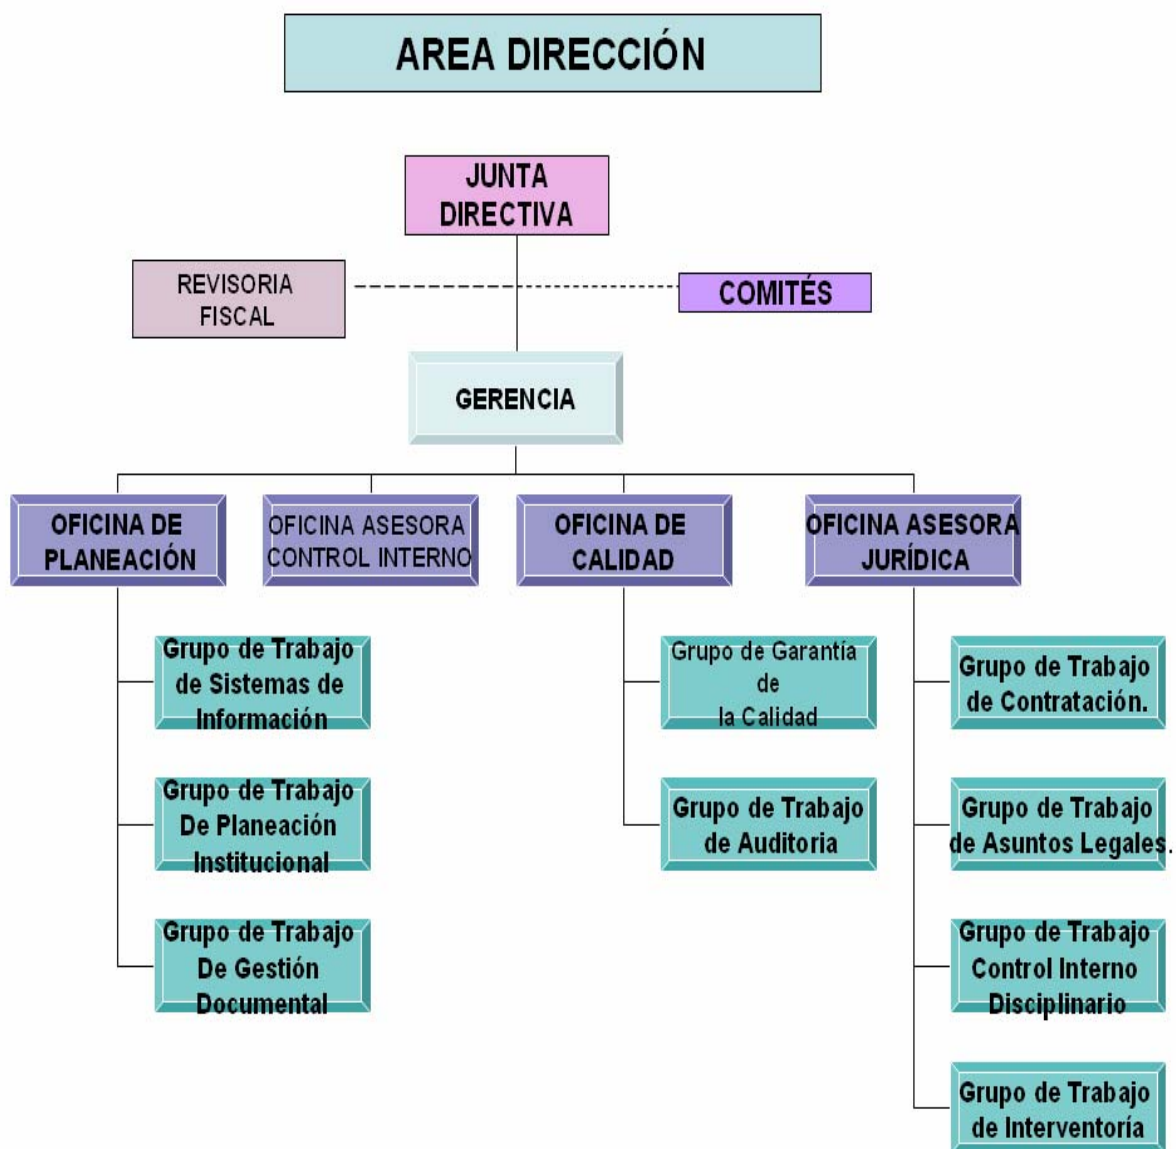 AREA DIRECCIÓN
JUNTA
DIRECTIVA
REVISORIA
FISCAL
COMITÉS
GERENCIA
OFICINA DE
PLANEACIÓN
OFICINA ASESORA
CONTROL INTERNO
OFICINA DE
CALIDAD
OFICINA ASESORA
JURÍDICA
Grupo de Trabajo
de Sistemas de
Información
Grupo de Trabajo
De Planeación
Institucional
Grupo de Trabajo
De Gestión
Documental
Grupo de Garantía
de
la Calidad
Grupo de Trabajo
de Auditoria
Grupo de Trabajo
de Contratación.
Grupo de Trabajo
de Asuntos Legales.
Grupo de Trabajo
Control Interno
Disciplinario
Grupo de Trabajo
de Interventoría